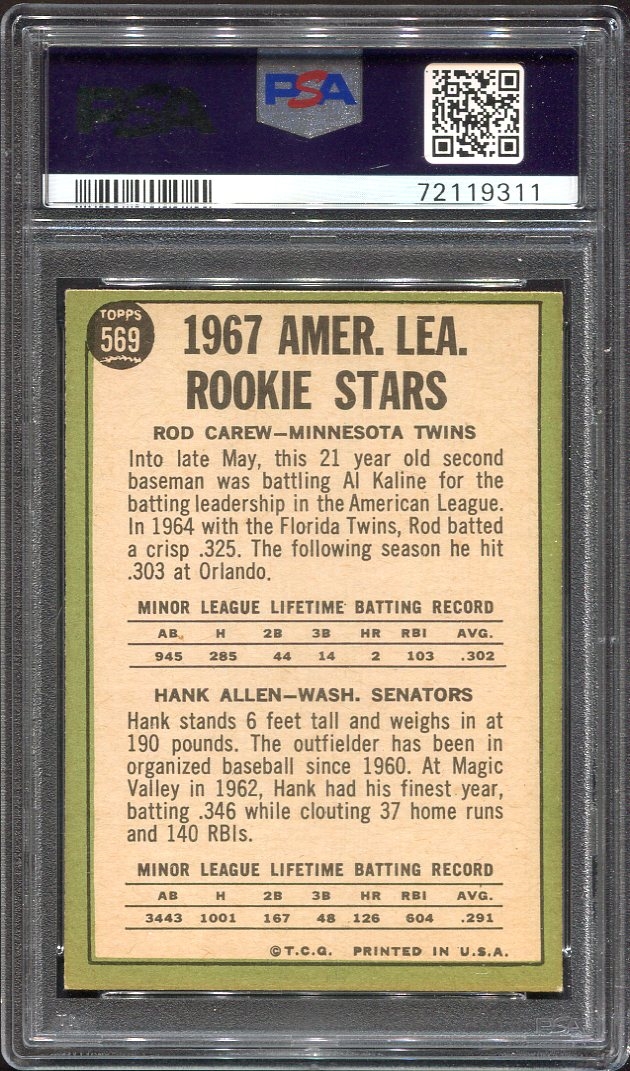 PSA
PSA
72119311
TOPPS
569
1967 AMER. LEA.
ROOKIE STARS
ROD CAREW—MINNESOTA TWINS
Into late May, this 21 year old second
baseman was battling Al Kaline for the
batting leadership in the American League.
In 1964 with the Florida Twins, Rod batted
a crisp .325. The following season he hit
.303 at Orlando.
MINOR LEAGUE LIFETIME BATTING RECORD
AB. H 2B 3B HR RBI AVG.
945 285 44 14 2 103 .302
HANK ALLEN—WASH. SENATORS
Hank stands 6 feet tall and weighs in at
190 pounds. The outfielder has been in
organized baseball since 1960. At Magic
Valley in 1962, Hank had his finest year,
batting .346 while clouting 37 home runs
and 140 RBIs.
MINOR LEAGUE LIFETIME BATTING RECORD
AB H 2B 3B HR RBI AVG.
3443 1001 167 48 126 604 .291
©T.C.G. PRINTED IN U.S.A.
PSA